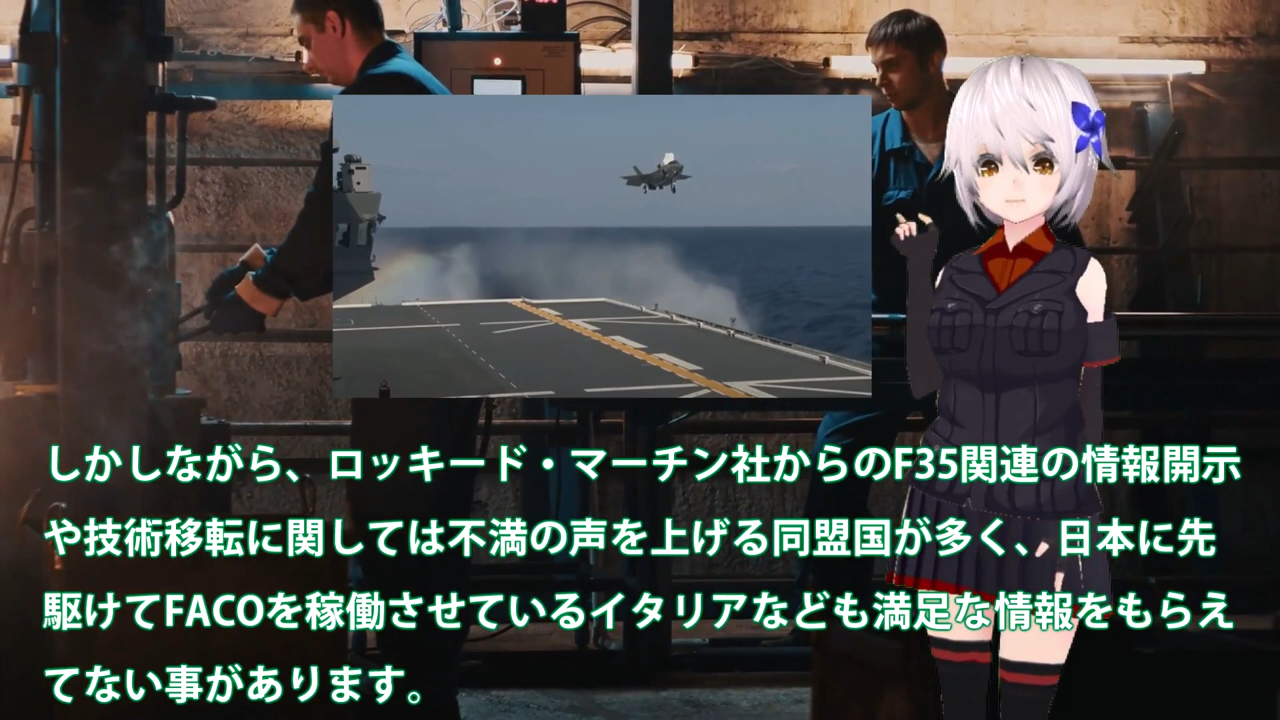 しかしながら、ロッキード・マーチン社からのF35関連の情報開示
や技術移転に関しては不満の声を上げる同盟国が多く、日本に先
駆けてFACOを稼働させているイタリアなども満足な情報をもらえ
てない事があります。